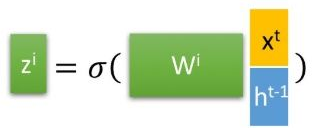 zⁱ = σ( Wⁱ xᵗ
hᵗ⁻¹ )